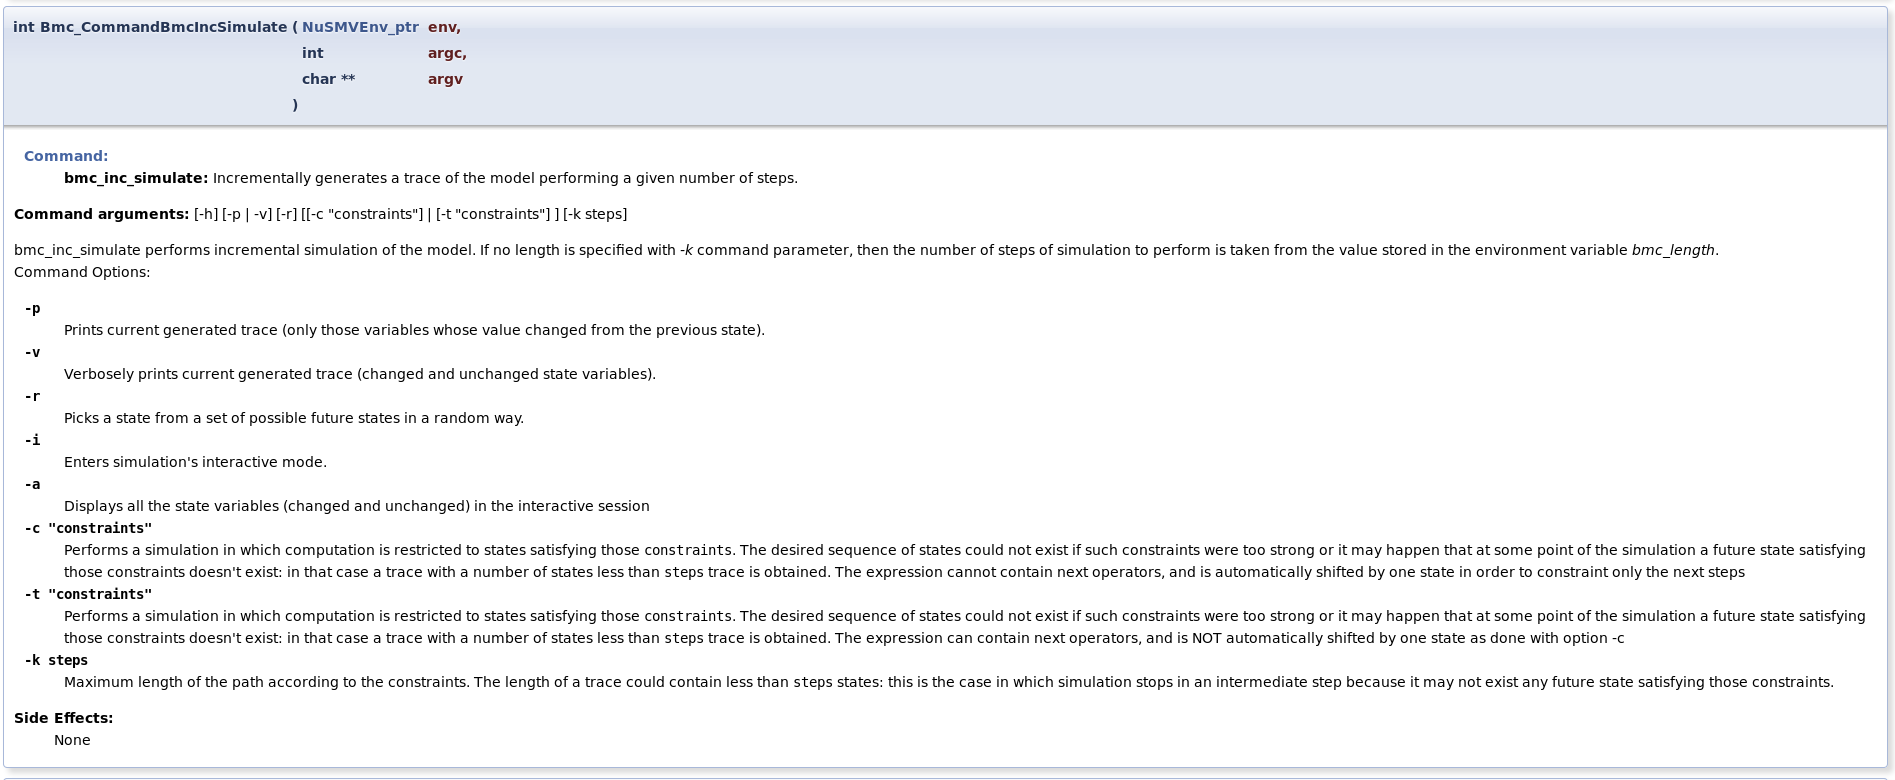 int Bmc_CommandBmcIncSimulate ( NuSMVEnv_ptr env,
int argc,
char ** argv
)
Command:
bmc_inc_simulate: Incrementally generates a trace of the model performing a given number of steps.
Command arguments: [-h] [-p | -v] [-r] [[-c "constraints"] | [-t "constraints"] ] [-k steps]
bmc_inc_simulate performs incremental simulation of the model. If no length is specified with -k command parameter, then the number of steps of simulation to perform is taken from the value stored in the environment variable bmc_length.
Command Options:
-p
Prints current generated trace (only those variables whose value changed from the previous state).
-v
Verbosely prints current generated trace (changed and unchanged state variables).
-r
Picks a state from a set of possible future states in a random way.
-i
Enters simulation's interactive mode.
-a
Displays all the state variables (changed and unchanged) in the interactive session
-c "constraints"
Performs a simulation in which computation is restricted to states satisfying those constraints. The desired sequence of states could not exist if such constraints were too strong or it may happen that at some point of the simulation a future state satisfying
those constraints doesn't exist: in that case a trace with a number of states less than steps trace is obtained. The expression cannot contain next operators, and is automatically shifted by one state in order to constraint only the next steps
-t "constraints"
Performs a simulation in which computation is restricted to states satisfying those constraints. The desired sequence of states could not exist if such constraints were too strong or it may happen that at some point of the simulation a future state satisfying
those constraints doesn't exist: in that case a trace with a number of states less than steps trace is obtained. The expression can contain next operators, and is NOT automatically shifted by one state as done with option -c
-k steps
Maximum length of the path according to the constraints. The length of a trace could contain less than steps states: this is the case in which simulation stops in an intermediate step because it may not exist any future state satisfying those constraints.
Side Effects:
None